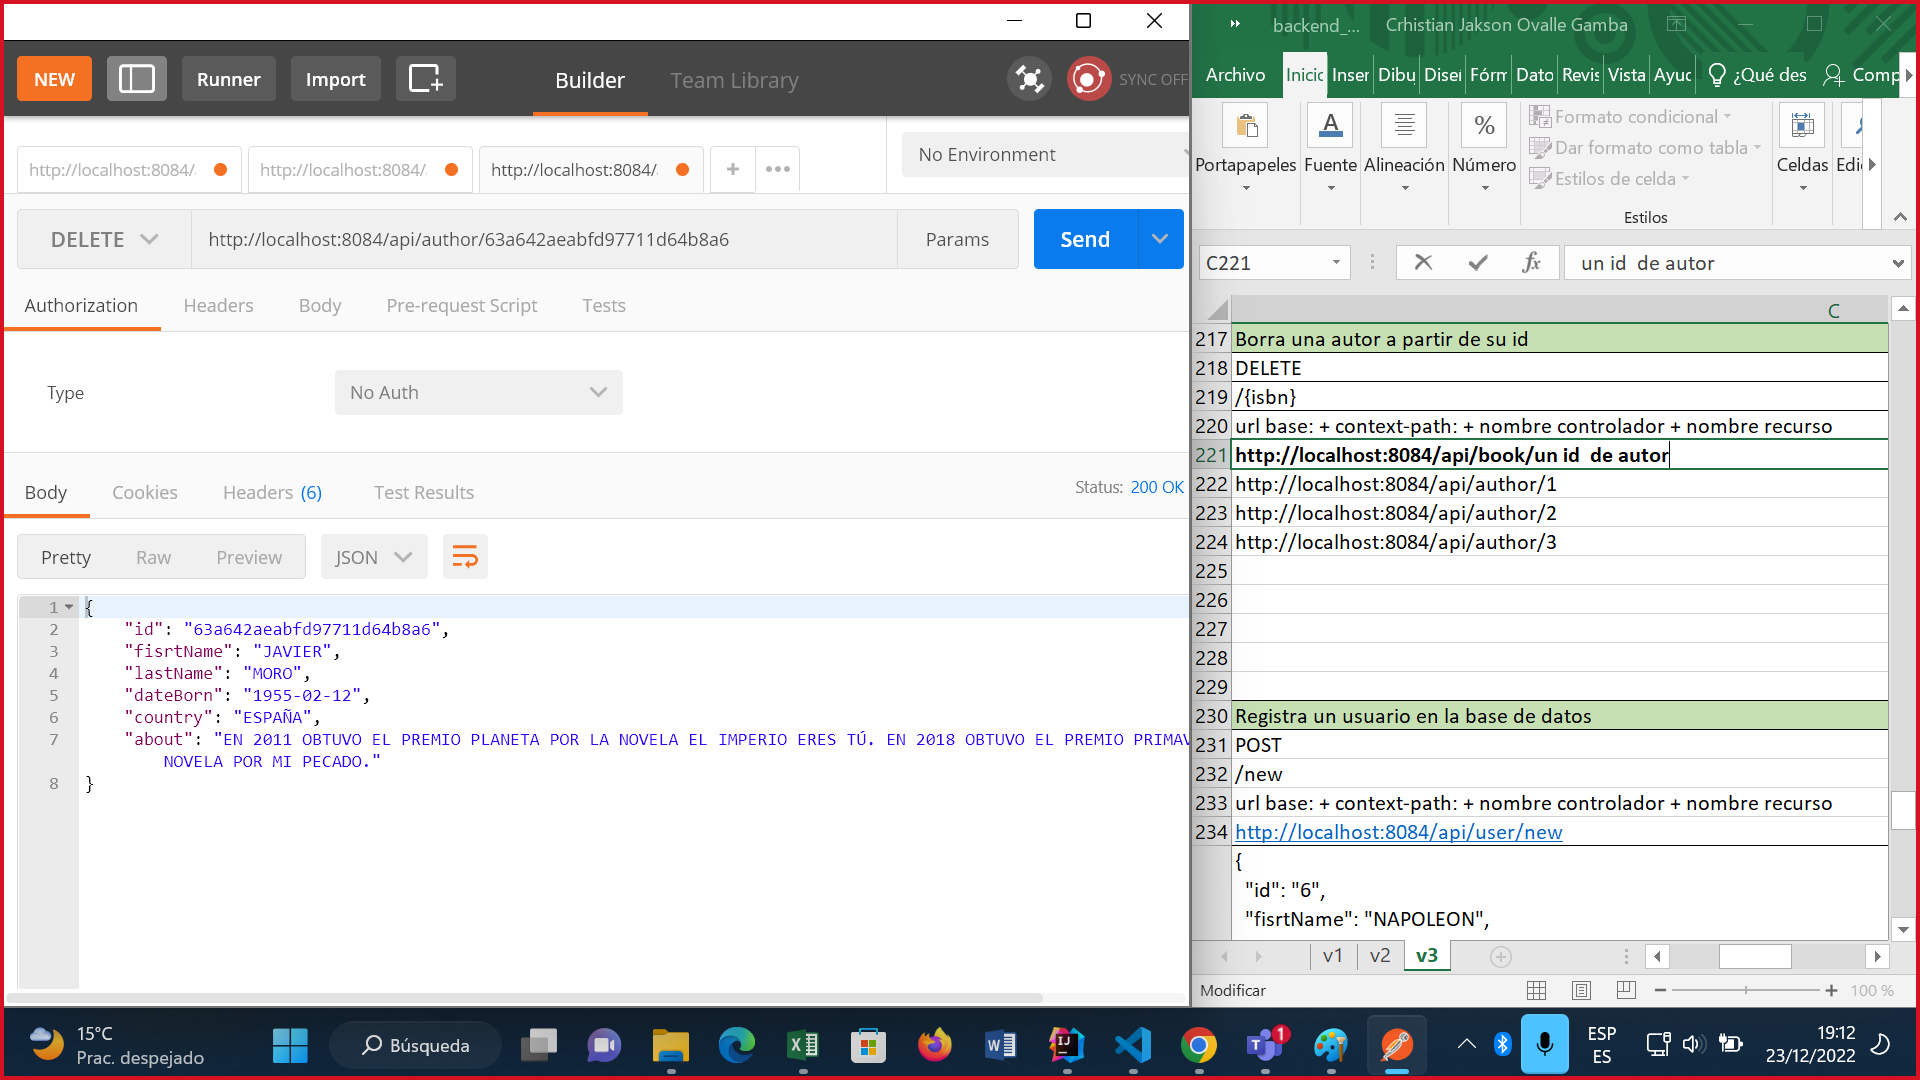 NEW
Runner
Import
Builder
Team Library
SYNC OFF
http://localhost:8084/
http://localhost:8084/
http://localhost:8084/
No Environment
DELETE
http://localhost:8084/api/author/63a642aeabfd97711d64b8a6
Params
Send
Authorization
Headers
Body
Pre-request Script
Tests
Type
No Auth
Body
Cookies
Headers (6)
Test Results
Status: 200 OK
Pretty
Raw
Preview
JSON
1 {
2 "id": "63a642aeabfd97711d64b8a6",
3 "fisrtName": "JAVIER",
4 "lastName": "MORO",
5 "dateBorn": "1955-02-12",
6 "country": "ESPAÑA",
7 "about": "EN 2011 OBTUVO EL PREMIO PLANETA POR LA NOVELA EL IMPERIO ERES TÚ. EN 2018 OBTUVO EL PREMIO PRIMAV
NOVELA POR MI PECADO."
8 }
backend_...
Crhistian Jakson Ovalle Gamba
Archivo
Inicio
Inser
Dibu
Diseí
Fórm
Dato
Revis
Vista
Ayuc
¿Qué des
Comp
Portapapeles
Fuente
Alineación
Número
Formato condicional
Dar formato como tabla
Estilos de celda
Estilos
Celdas
Edi
C221
fx
un id  de autor
C
217 Borra una autor a partir de su id
218 DELETE
219 /{isbn}
220 url base: + context-path: + nombre controlador + nombre recurso
221 http://localhost:8084/api/book/un id  de autor
222 http://localhost:8084/api/author/1
223 http://localhost:8084/api/author/2
224 http://localhost:8084/api/author/3
225
226
227
228
229
230 Registra un usuario en la base de datos
231 POST
232 /new
233 url base: + context-path: + nombre controlador + nombre recurso
234 http://localhost:8084/api/user/new
{
"id": "6",
"fisrtName": "NAPOLEON",
v1
v2
v3
Modificar
100 %
15°C
Prac. despejado
Búsqueda
1
ESP
ES
19:12
23/12/2022